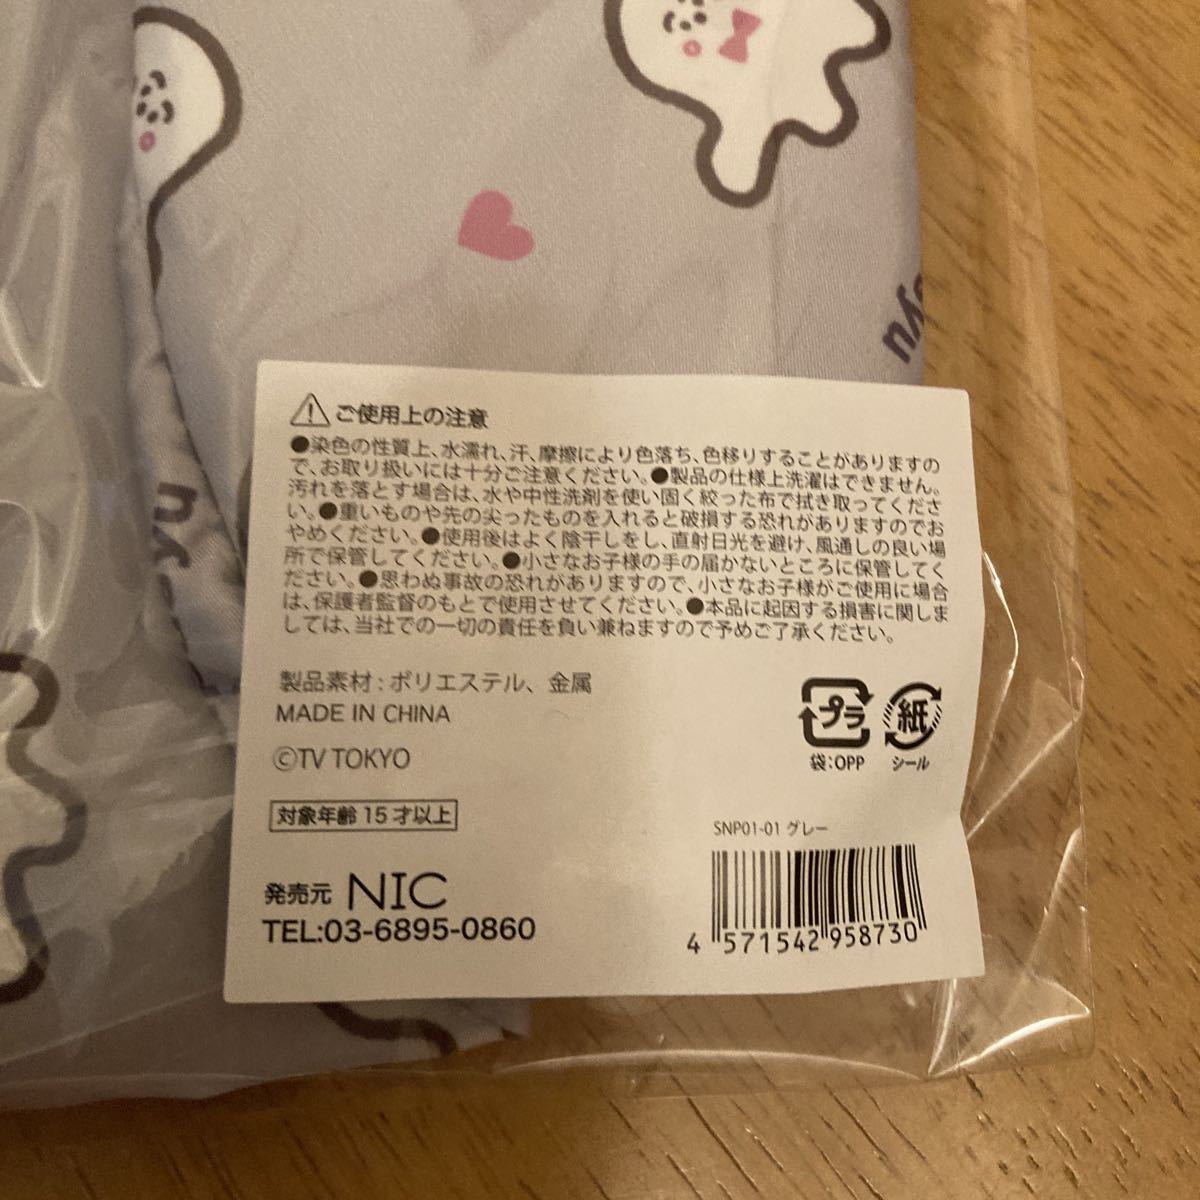 yu
ny
⚠ご使用上の注意
●染色の性質上、水濡れ、汗、摩擦により色落ち、色移りすることがありますの
で、お取り扱いには十分ご注意ください。●製品の仕様上洗濯はできません。
汚れを落とす場合は、水や中性洗剤を使い固く絞った布で拭き取ってくださ
い。●重いものや先の尖ったものを入れると破損する恐れがありますのでお
やめください。●使用後はよく陰干しをし、直射日光を避け、風通しの良い場
所で保管してください。●小さなお子様の手の届かないところに保管してく
ださい。●思わぬ事故の恐れがありますので、小さなお子様がご使用に場合
は、保護者監督のもとで使用させてください。●本品に起因する損害に関しま
しては、当社での一切の責任を負い兼ねますので予めご了承ください。
製品素材:ポリエステル、金属
MADE IN CHINA
©TV TOKYO
プラ
紙
袋:OPP
シール
対象年齢15才以上
SNP01-01 グレー
発売元 NIC
TEL:03-6895-0860
4 571542 958730